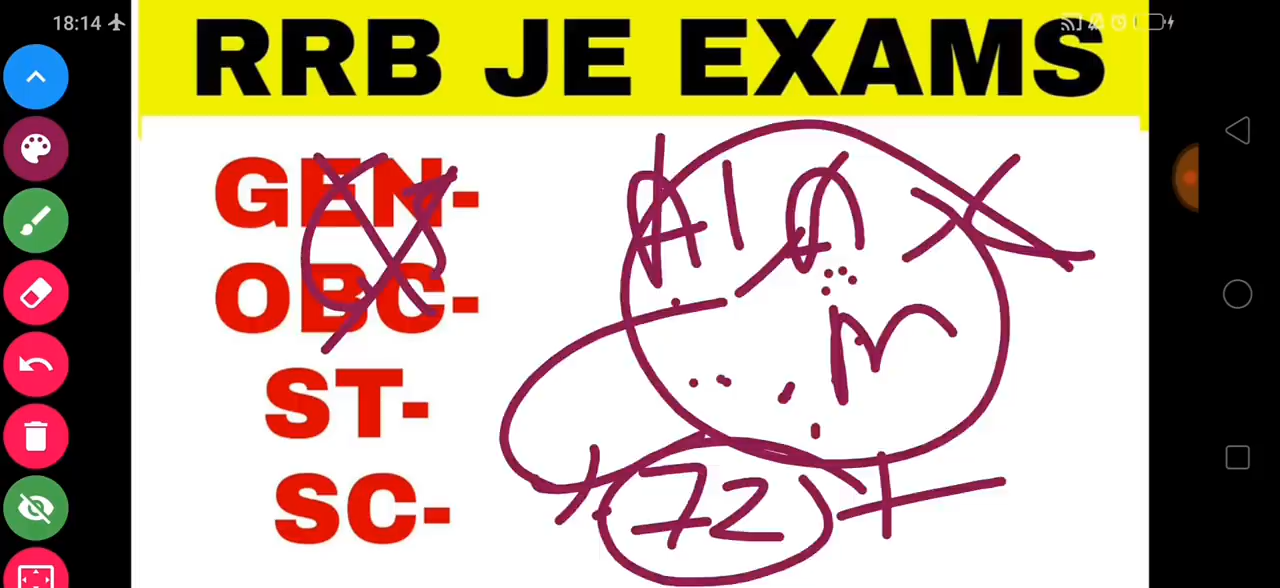 18:14
RRB JE EXAMS
GEN-
OBC-
ST-
SC-
72+